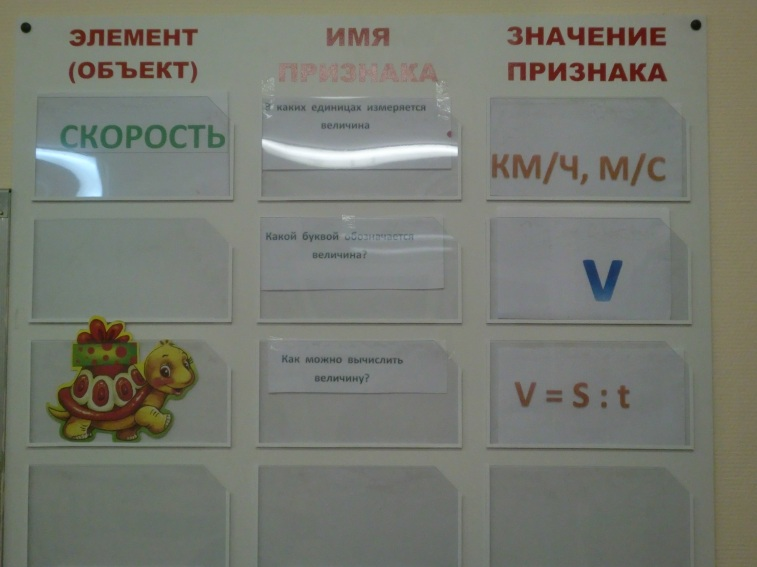 ЭЛЕМЕНТ
(ОБЪЕКТ)
ИМЯ
ПРИЗНАКА
ЗНАЧЕНИЕ
ПРИЗНАКА
СКОРОСТЬ
В каких единицах измеряется
величина
КМ/Ч, М/С
Какой буквой обозначается
величина?
V
Как можно вычислить
величину?
V = S : t